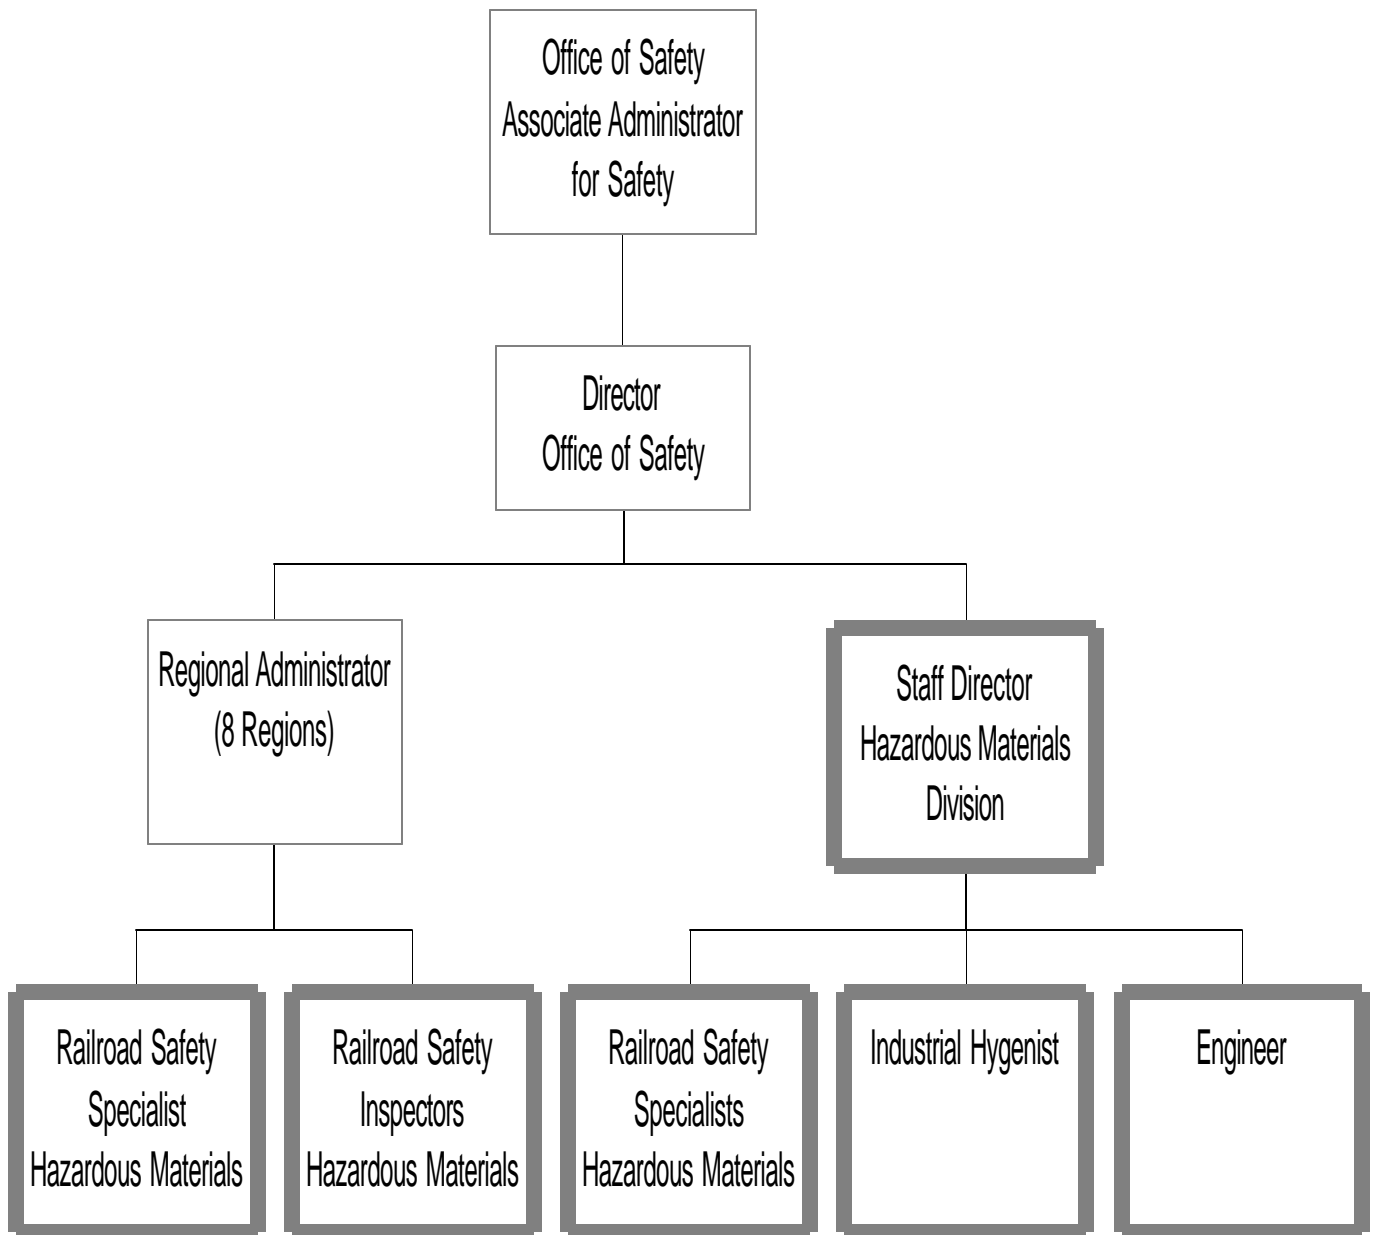 Office of Safety
Associate Administrator
for Safety
Director
Office of Safety
Regional Administrator
(8 Regions)
Staff Director
Hazardous Materials
Division
Railroad Safety
Specialist
Hazardous Materials
Railroad Safety
Inspectors
Hazardous Materials
Railroad Safety
Specialists
Hazardous Materials
Industrial Hygenist
Engineer